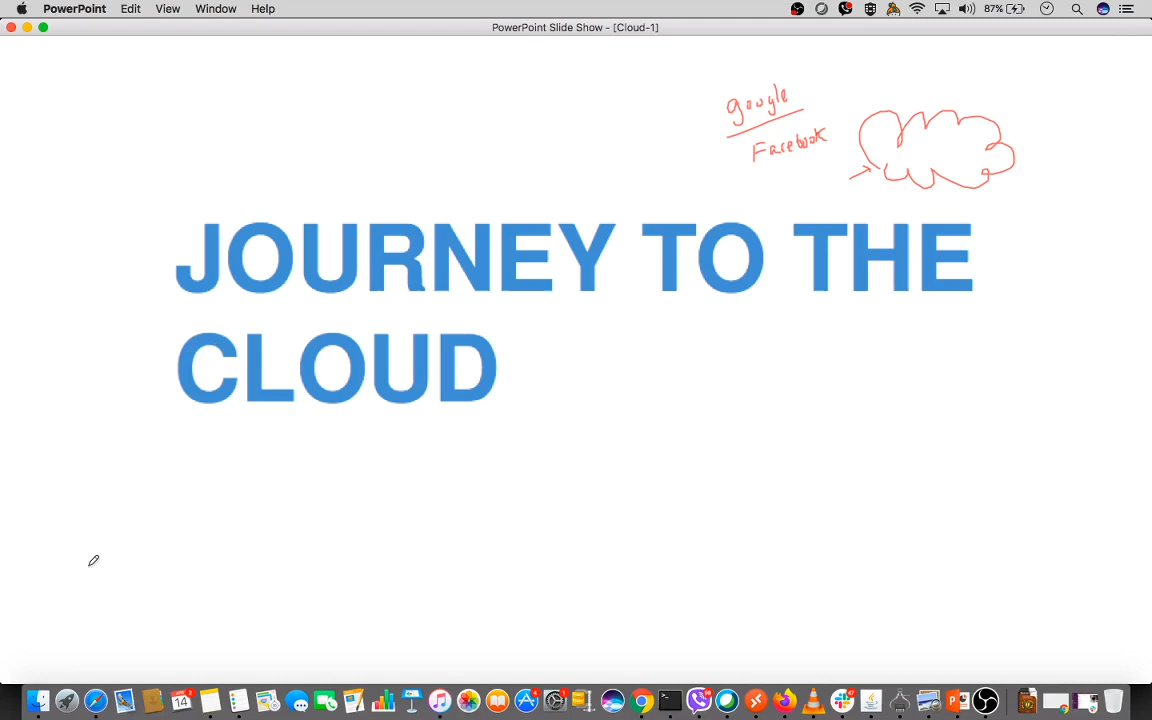 PowerPoint Edit View Window Help 87%
PowerPoint Slide Show - [Cloud-1]
google
Facebook
JOURNEY TO THE
CLOUD